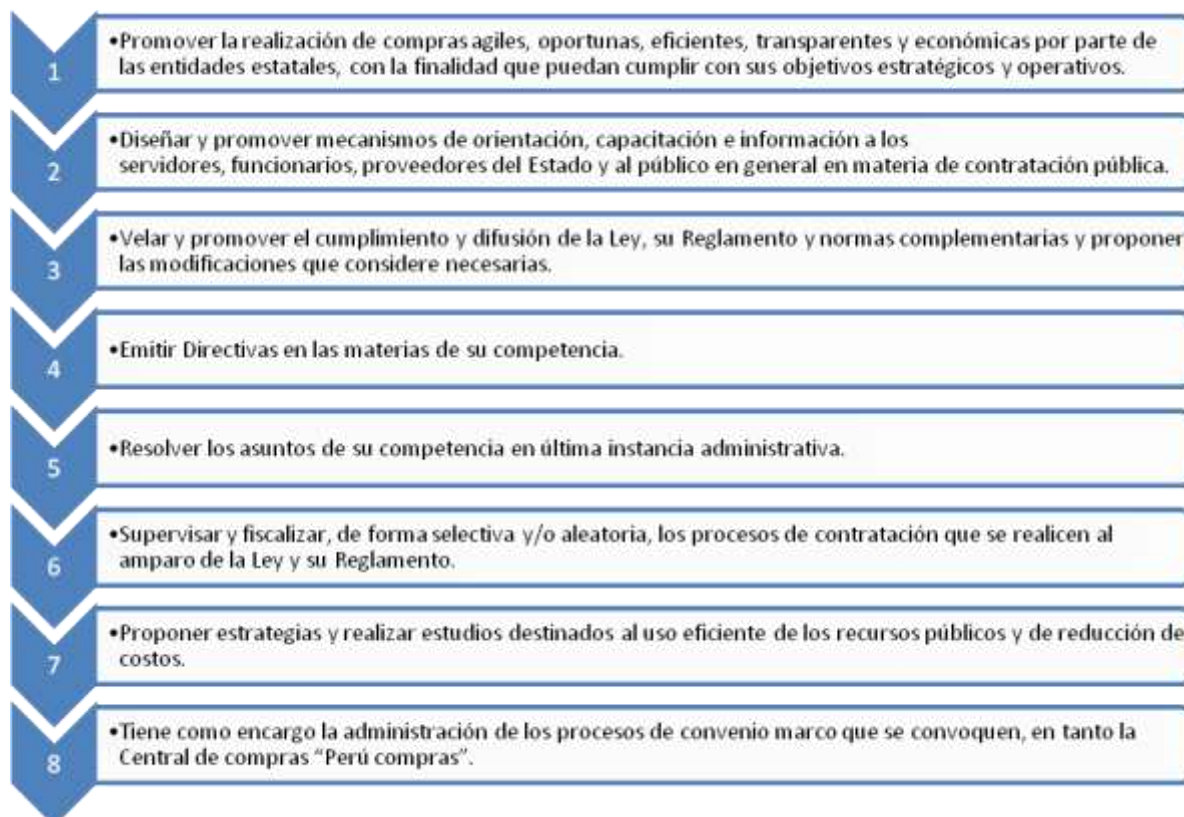 1
•Promover la realización de compras agiles, oportunas, eficientes, transparentes y económicas por parte de
las entidades estatales, con la finalidad que puedan cumplir con sus objetivos estratégicos y operativos.
2
•Diseñar y promover mecanismos de orientación, capacitación e información a los
servidores, funcionarios, proveedores del Estado y al público en general en materia de contratación pública.
3
•Velar y promover el cumplimiento y difusión de la Ley, su Reglamento y normas complementarias y proponer
las modificaciones que considere necesarias.
4
•Emitir Directivas en las materias de su competencia.
5
•Resolver los asuntos de su competencia en última instancia administrativa.
6
•Supervisar y fiscalizar, de forma selectiva y/o aleatoria, los procesos de contratación que se realicen al
amparo de la Ley y su Reglamento.
7
•Proponer estrategias y realizar estudios destinados al uso eficiente de los recursos públicos y de reducción de
costos.
8
•Tiene como encargo la administración de los procesos de convenio marco que se convoquen, en tanto la
Central de compras “Perú compras”.